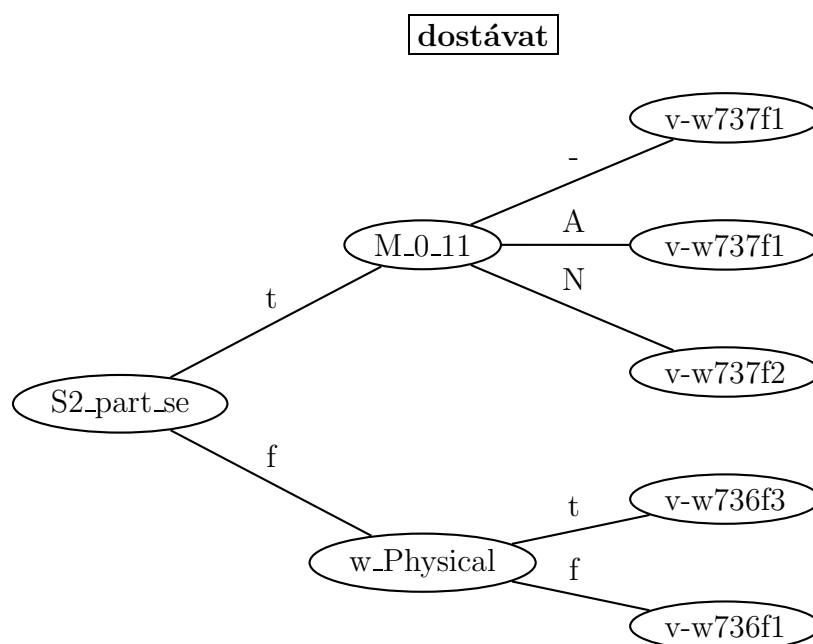 dostávat
v-w737f1
-
M_0_11
A
v-w737f1
N
t
v-w737f2
S2_part_se
f
t
v-w736f3
w_Physical
f
v-w736f1